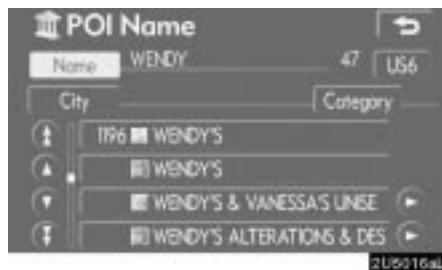 POI Name
Name WENDY 47 US6
City Category
1196 WENDY'S
WENDY'S
WENDY'S & VANESSA'S UNISE
WENDY'S ALTERATIONS & DES
2U5016aL